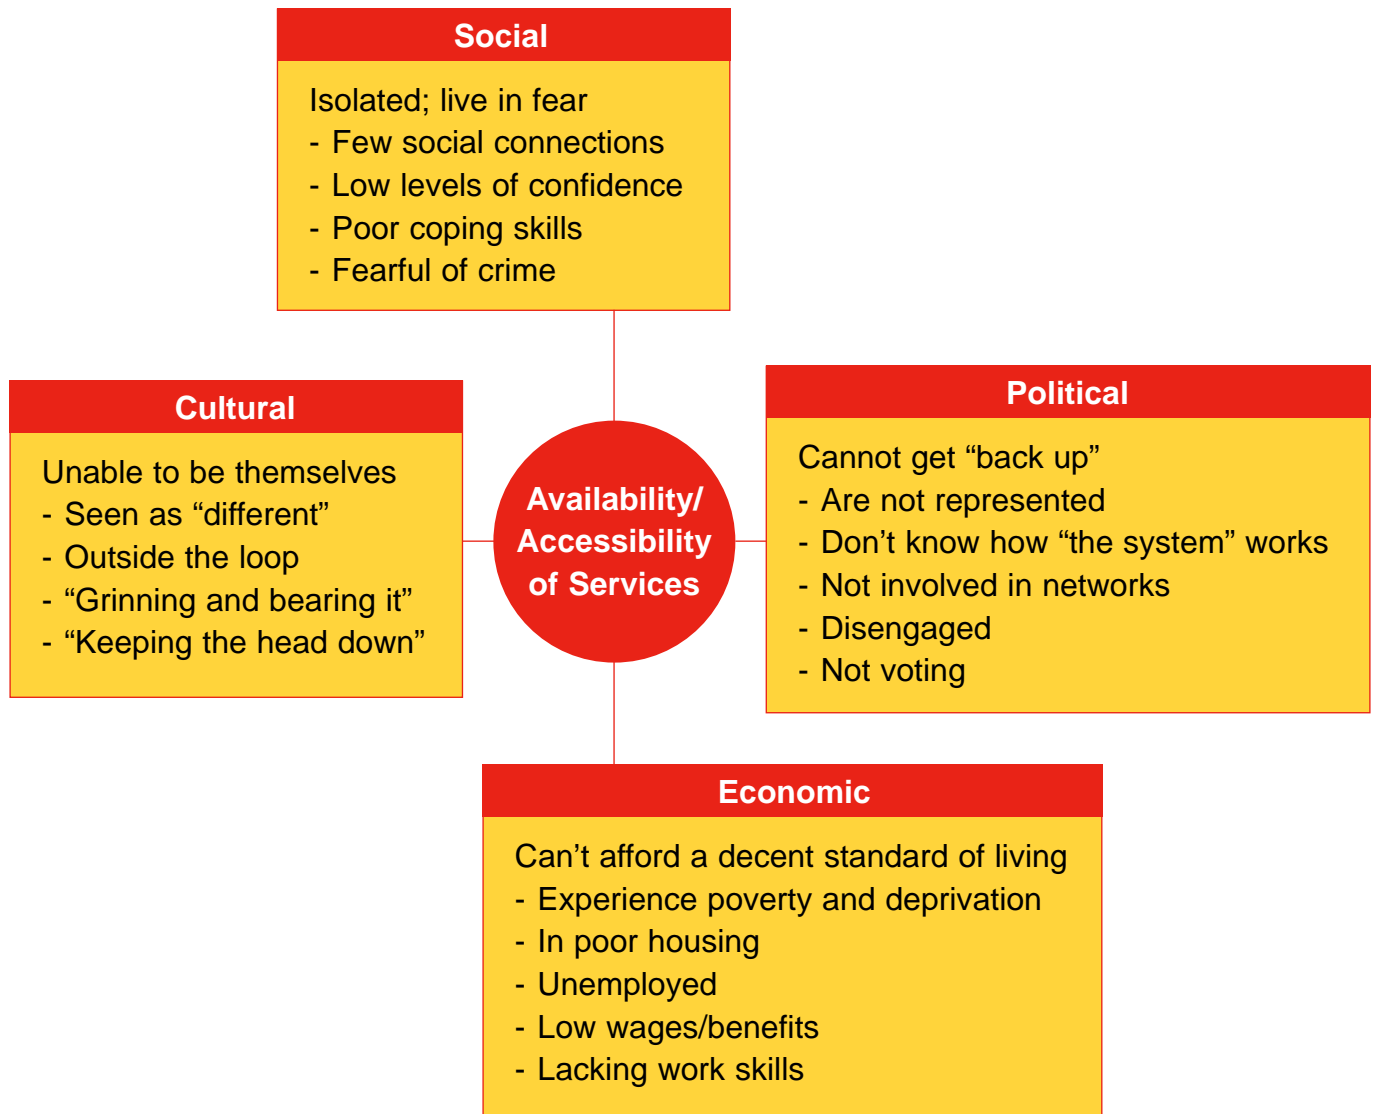 Social
Isolated; live in fear
- Few social connections
- Low levels of confidence
- Poor coping skills
- Fearful of crime
Cultural
Unable to be themselves
- Seen as “different”
- Outside the loop
- “Grinning and bearing it”
- “Keeping the head down”
Availability/
Accessibility
of Services
Political
Cannot get “back up”
- Are not represented
- Don’t know how “the system” works
- Not involved in networks
- Disengaged
- Not voting
Economic
Can’t afford a decent standard of living
- Experience poverty and deprivation
- In poor housing
- Unemployed
- Low wages/benefits
- Lacking work skills